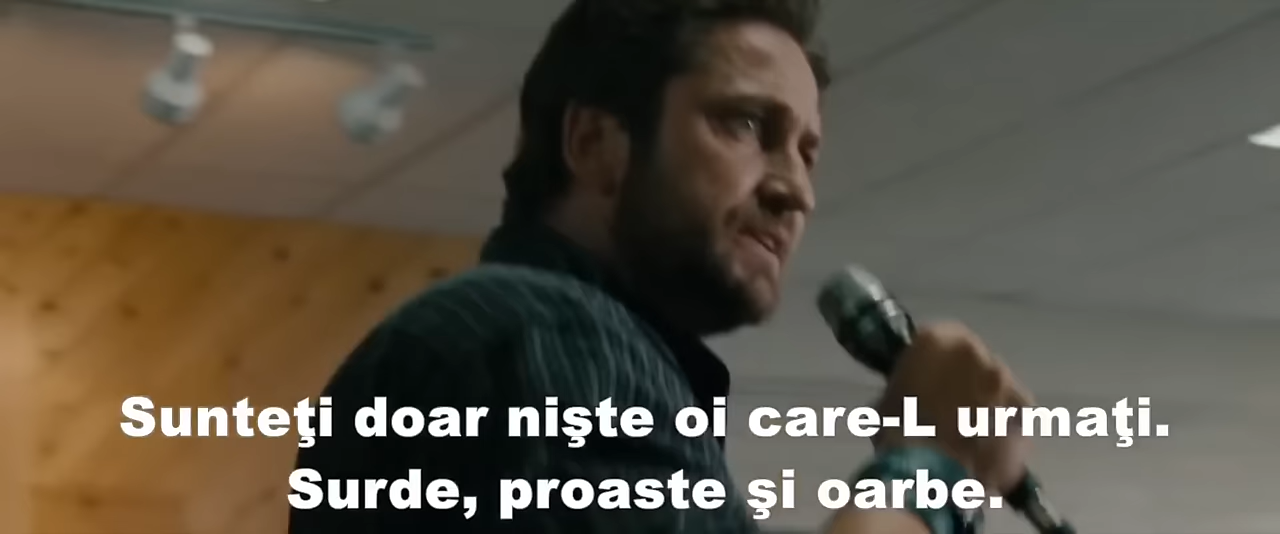 Sunteţi doar nişte oi care-L urmaţi.
Surde, proaste şi oarbe.